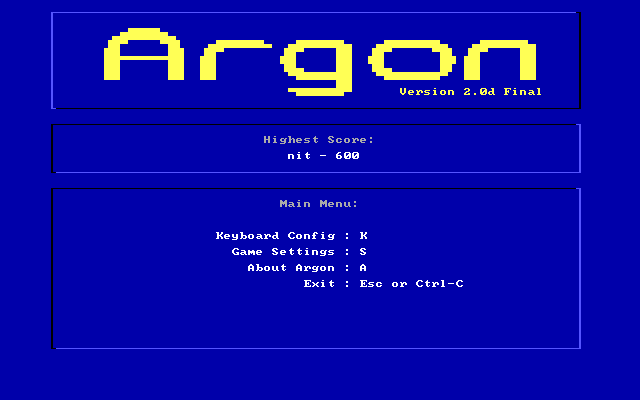 Argon
Version 2.0d Final
Highest Score:
nit - 600
Main Menu:
Keyboard Config : K
Game Settings : S
About Argon : A
Exit : Esc or Ctrl-C